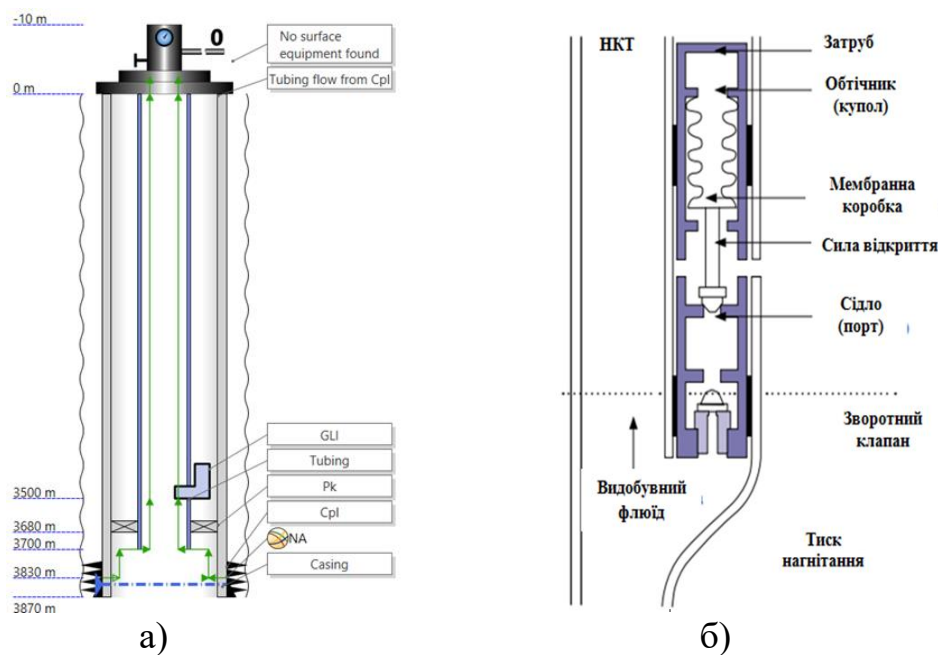 -10 m
0
No surface
equipment found
Tubing flow from Cpl
0 m
GLI
Tubing
3500 m
Pk
Cpl
3680 m
3700 m
NA
3830 m
Casing
3870 m
а)
НКТ
Затруб
Обтічник
(купол)
Мембранна
коробка
Сила відкриття
Сідло
(порт)
Зворотний
клапан
Видобувний
флюїд
Тиск
нагнітання
б)